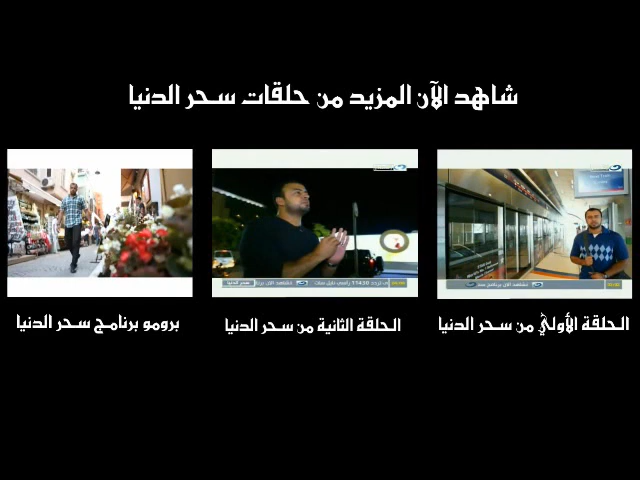 شاهد الآن المزيد من حلقات سحر الدنيا
الحلقة الأولى من سحر الدنيا
الحلقة الثانية من سحر الدنيا
برومو برنامج سحر الدنيا